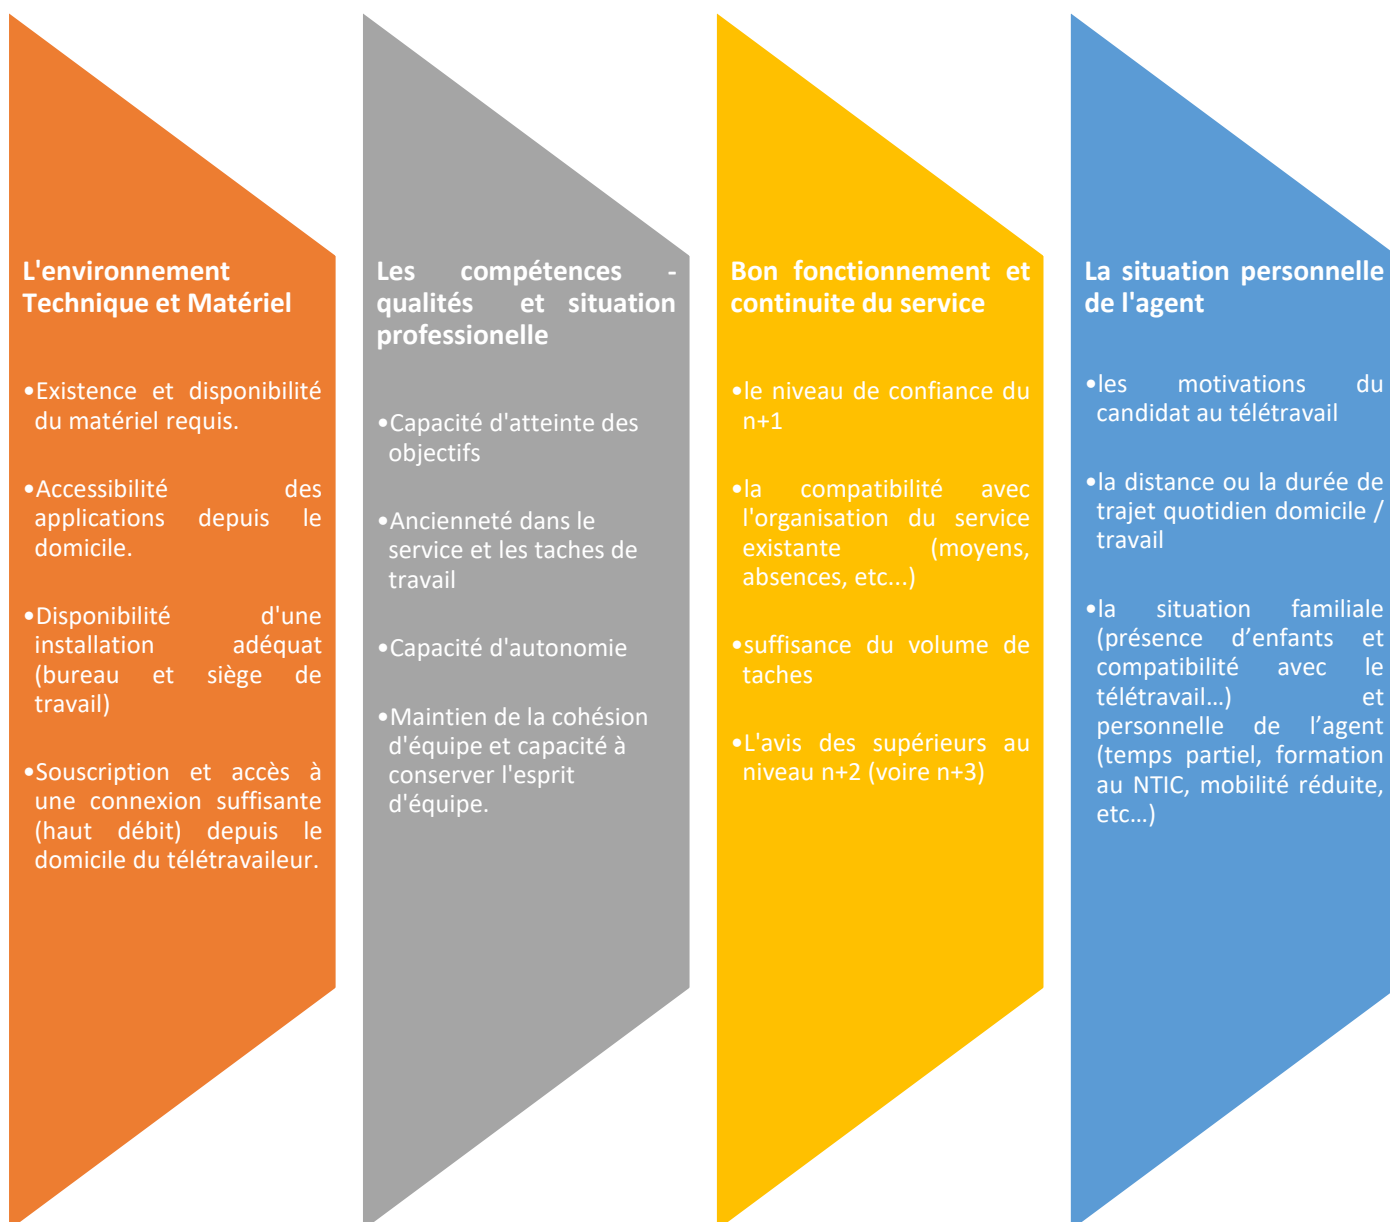 L'environnement
Technique et Matériel
•Existence et disponibilité
du matériel requis.
•Accessibilité des
applications depuis le
domicile.
•Disponibilité d'une
installation adéquat
(bureau et siège de
travail)
•Souscription et accès à
une connexion suffisante
(haut débit) depuis le
domicile du télétravaileur.
Les compétences -
qualités et situation
professionelle
•Capacité d'atteinte des
objectifs
•Ancienneté dans le
service et les taches de
travail
•Capacité d'autonomie
•Maintien de la cohésion
d'équipe et capacité à
conserver l'esprit
d'équipe.
Bon fonctionnement et
continuite du service
•le niveau de confiance du
n+1
•la compatibilité avec
l'organisation du service
existante (moyens,
absences, etc...)
•suffisance du volume de
taches
•L'avis des supérieurs au
niveau n+2 (voire n+3)
La situation personnelle
de l'agent
•les motivations du
candidat au télétravail
•la distance ou la durée de
trajet quotidien domicile /
travail
•la situation familiale
(présence d’enfants et
compatibilité avec le
télétravail…) et
personnelle de l’agent
(temps partiel, formation
au NTIC, mobilité réduite,
etc…)